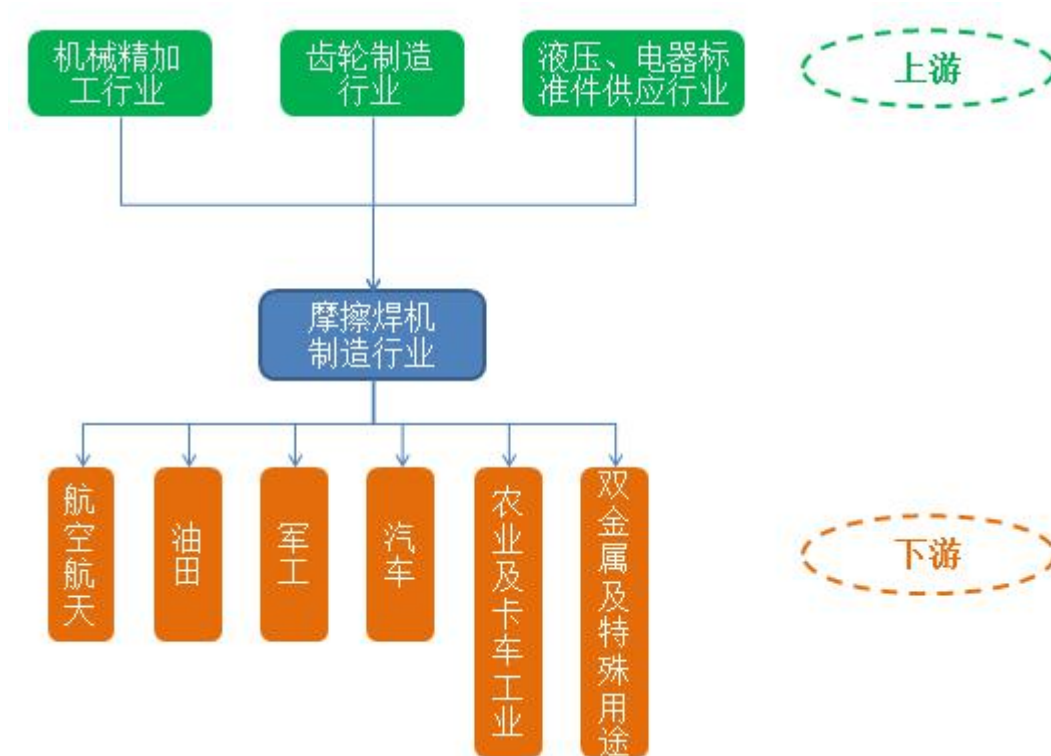 机械精加
工行业
齿轮制造
行业
液压、电器标
准件供应行业
上游
摩擦焊机
制造行业
航空航天
油田
军工
汽车
农业及卡车工业
双金属及特殊用途
下游